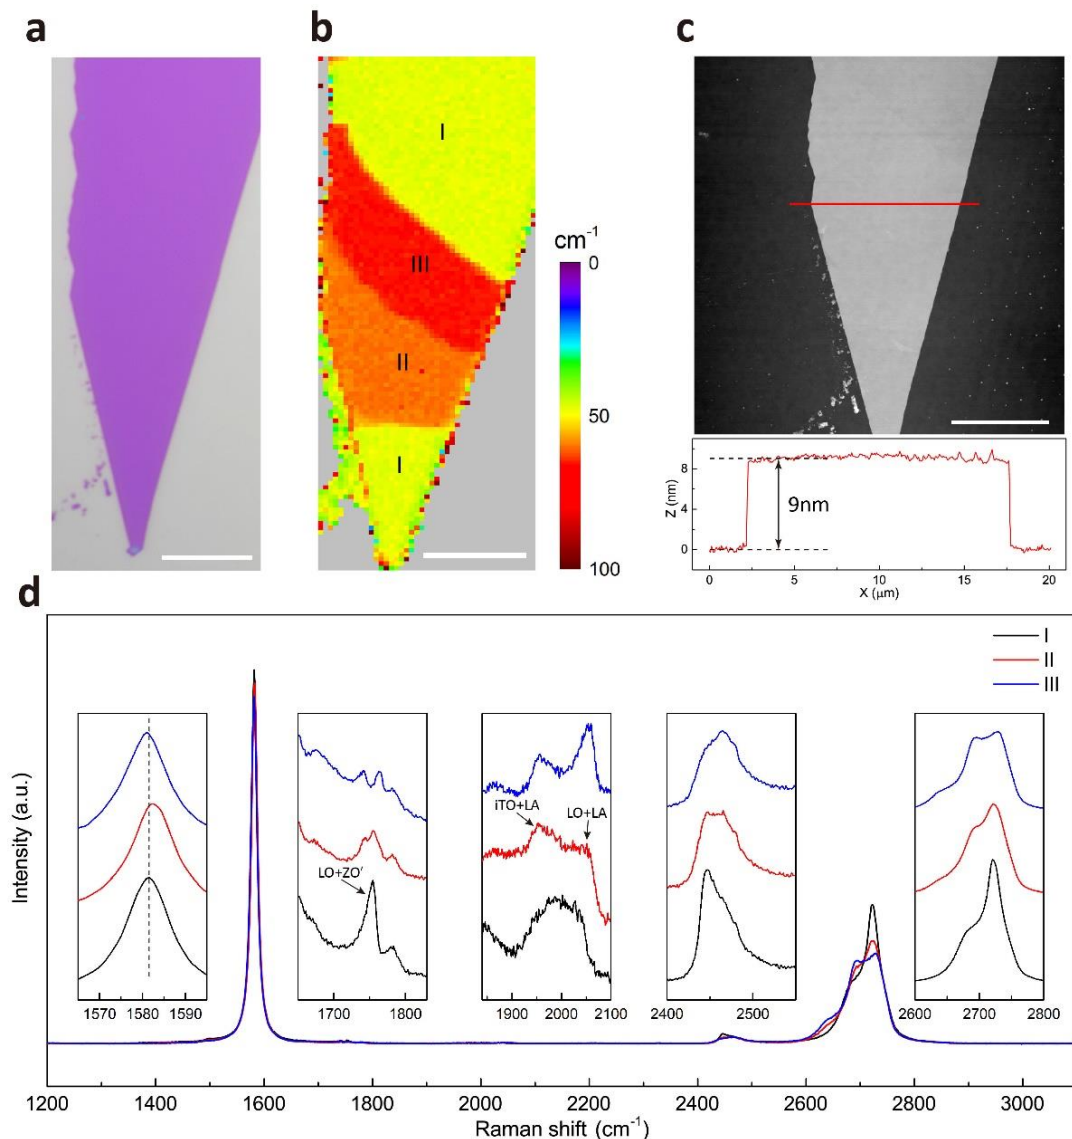 a
b
c
I
III
II
I
cm-1
0
50
100
8
4
0
Z (nm)
9nm
0
5
10
15
20
X (μm)
d
I
II
III
Intensity (a.u.)
LO+ZO′
iTO+LA
LO+LA
1570
1580
1590
1700
1800
1900
2000
2100
2400
2500
2600
2700
2800
1200
1400
1600
1800
2000
2200
2400
2600
2800
3000
Raman shift (cm-1)